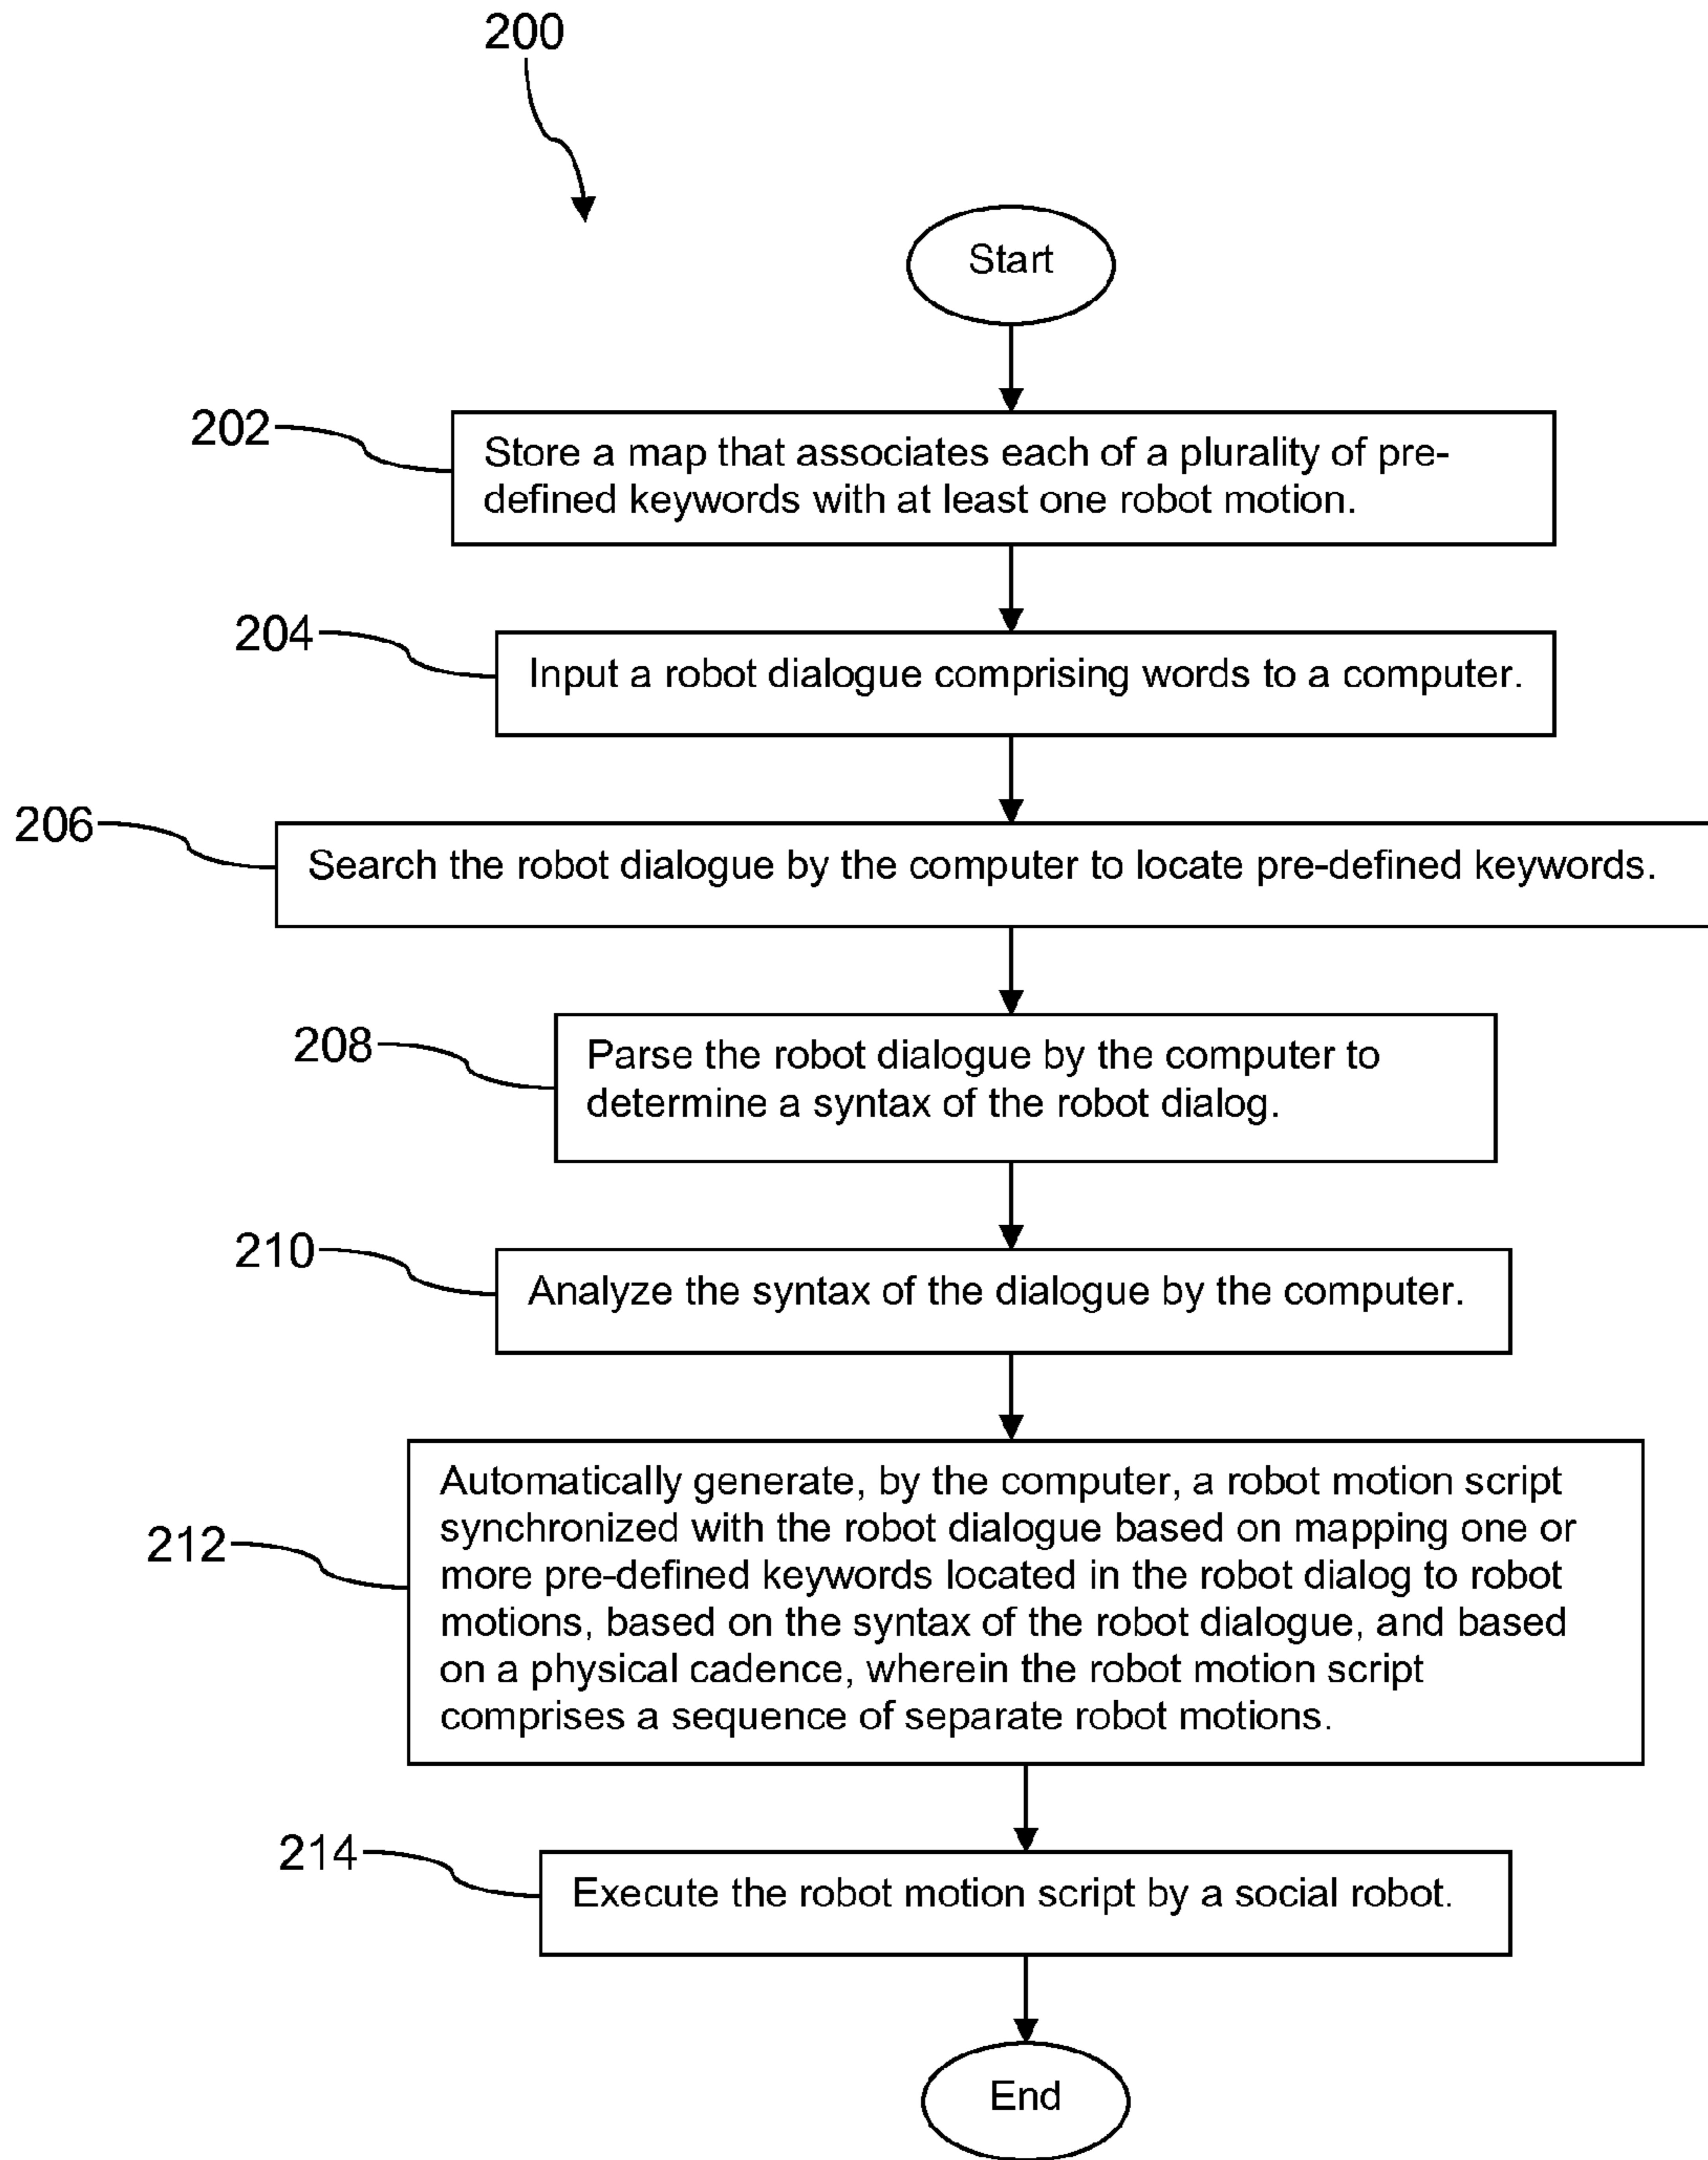 200
Start
202
Store a map that associates each of a plurality of pre-
defined keywords with at least one robot motion.
204
Input a robot dialogue comprising words to a computer.
206
Search the robot dialogue by the computer to locate pre-defined keywords.
208
Parse the robot dialogue by the computer to
determine a syntax of the robot dialog.
210
Analyze the syntax of the dialogue by the computer.
212
Automatically generate, by the computer, a robot motion script
synchronized with the robot dialogue based on mapping one or
more pre-defined keywords located in the robot dialog to robot
motions, based on the syntax of the robot dialogue, and based
on a physical cadence, wherein the robot motion script
comprises a sequence of separate robot motions.
214
Execute the robot motion script by a social robot.
End